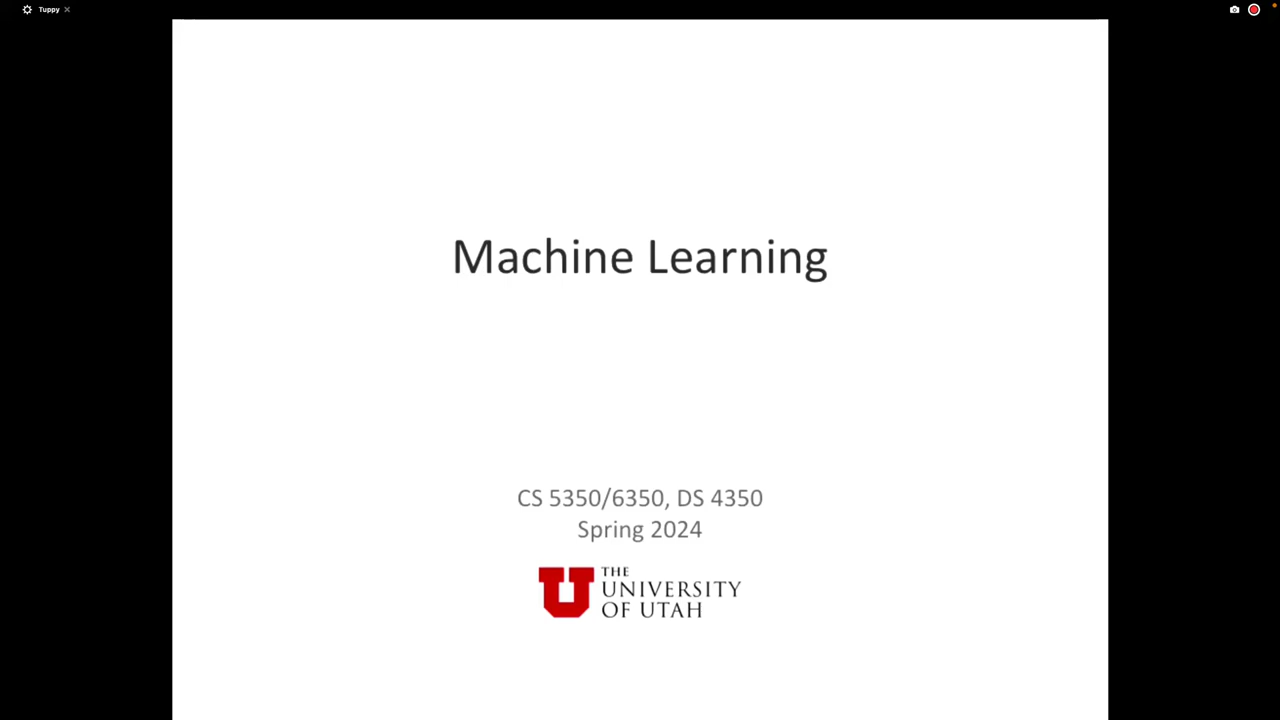 Tuppy
Machine Learning
CS 5350/6350, DS 4350
Spring 2024
THE
UNIVERSITY
OF UTAH